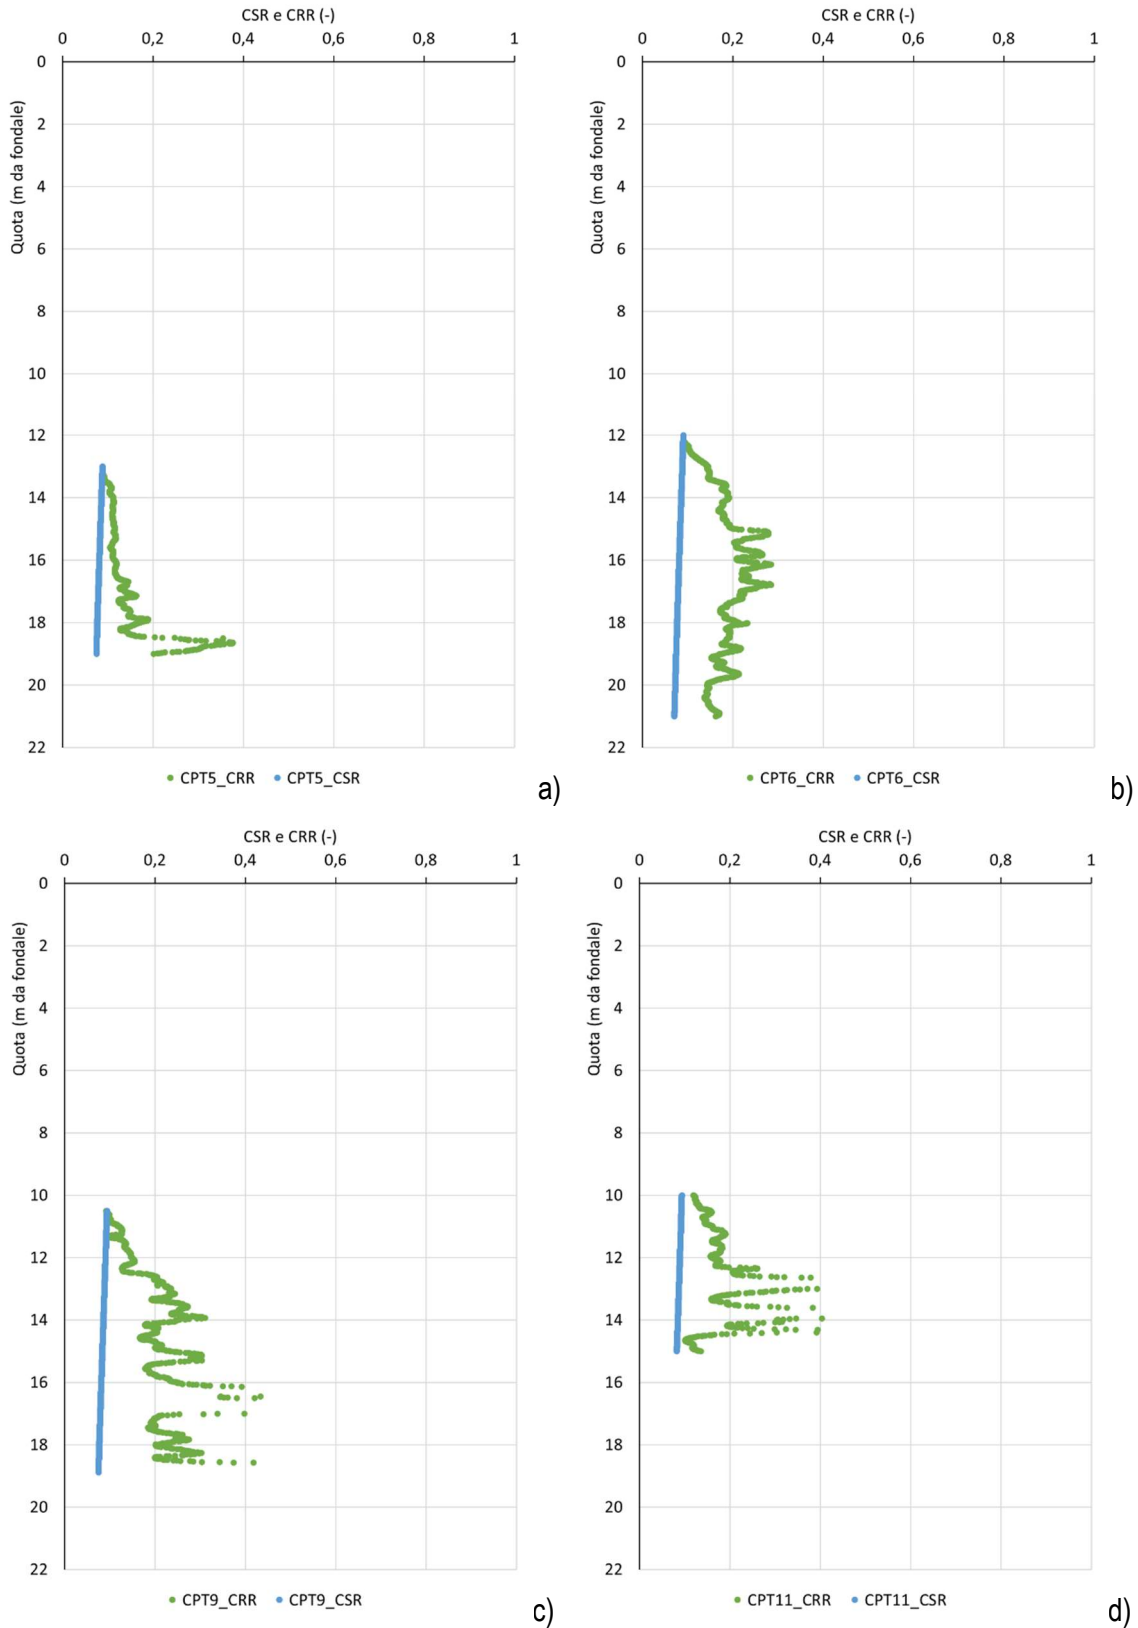 CSR e CRR (-)
0 0,2 0,4 0,6 0,8 1
Quota (m da fondale)
0
2
4
6
8
10
12
14
16
18
20
22
CPT5_CRR CPT5_CSR
a)
CSR e CRR (-)
0 0,2 0,4 0,6 0,8 1
Quota (m da fondale)
0
2
4
6
8
10
12
14
16
18
20
22
CPT6_CRR CPT6_CSR
b)
CSR e CRR (-)
0 0,2 0,4 0,6 0,8 1
Quota (m da fondale)
0
2
4
6
8
10
12
14
16
18
20
22
CPT9_CRR CPT9_CSR
c)
CSR e CRR (-)
0 0,2 0,4 0,6 0,8 1
Quota (m da fondale)
0
2
4
6
8
10
12
14
16
18
20
22
CPT11_CRR CPT11_CSR
d)